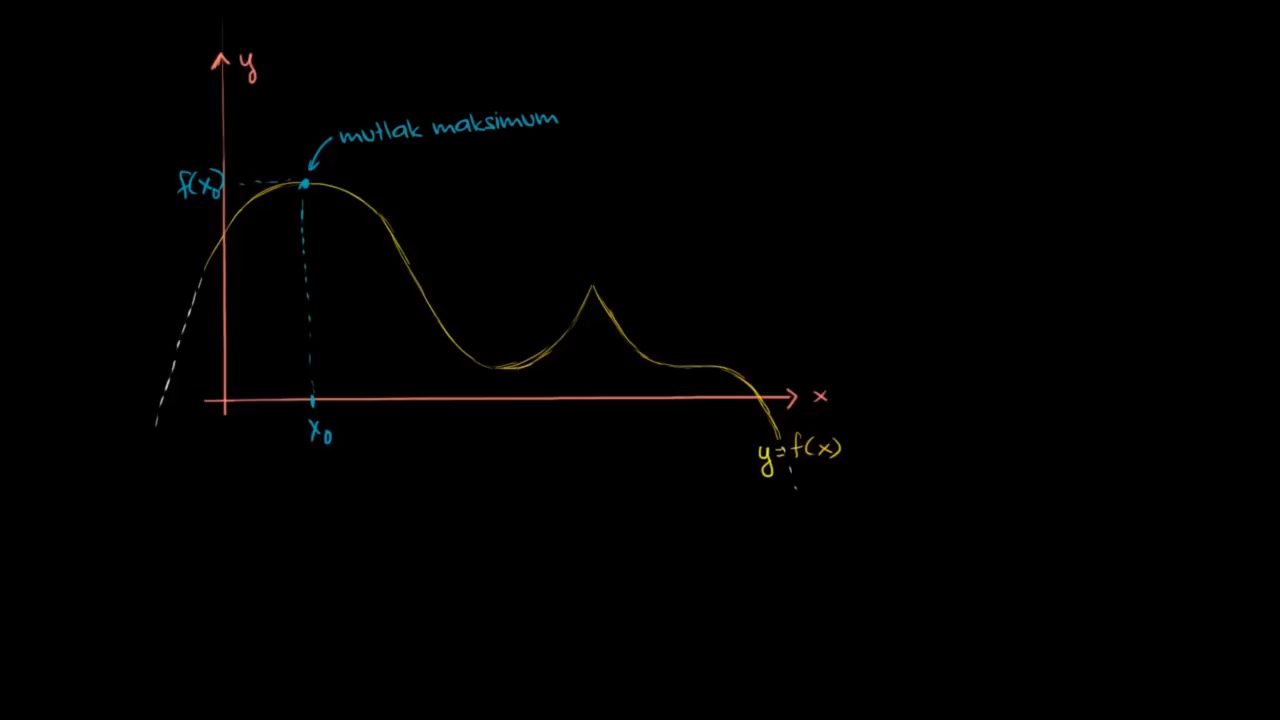 y
mutlak maksimum
f(x₀)
x
x₀
y=f(x)